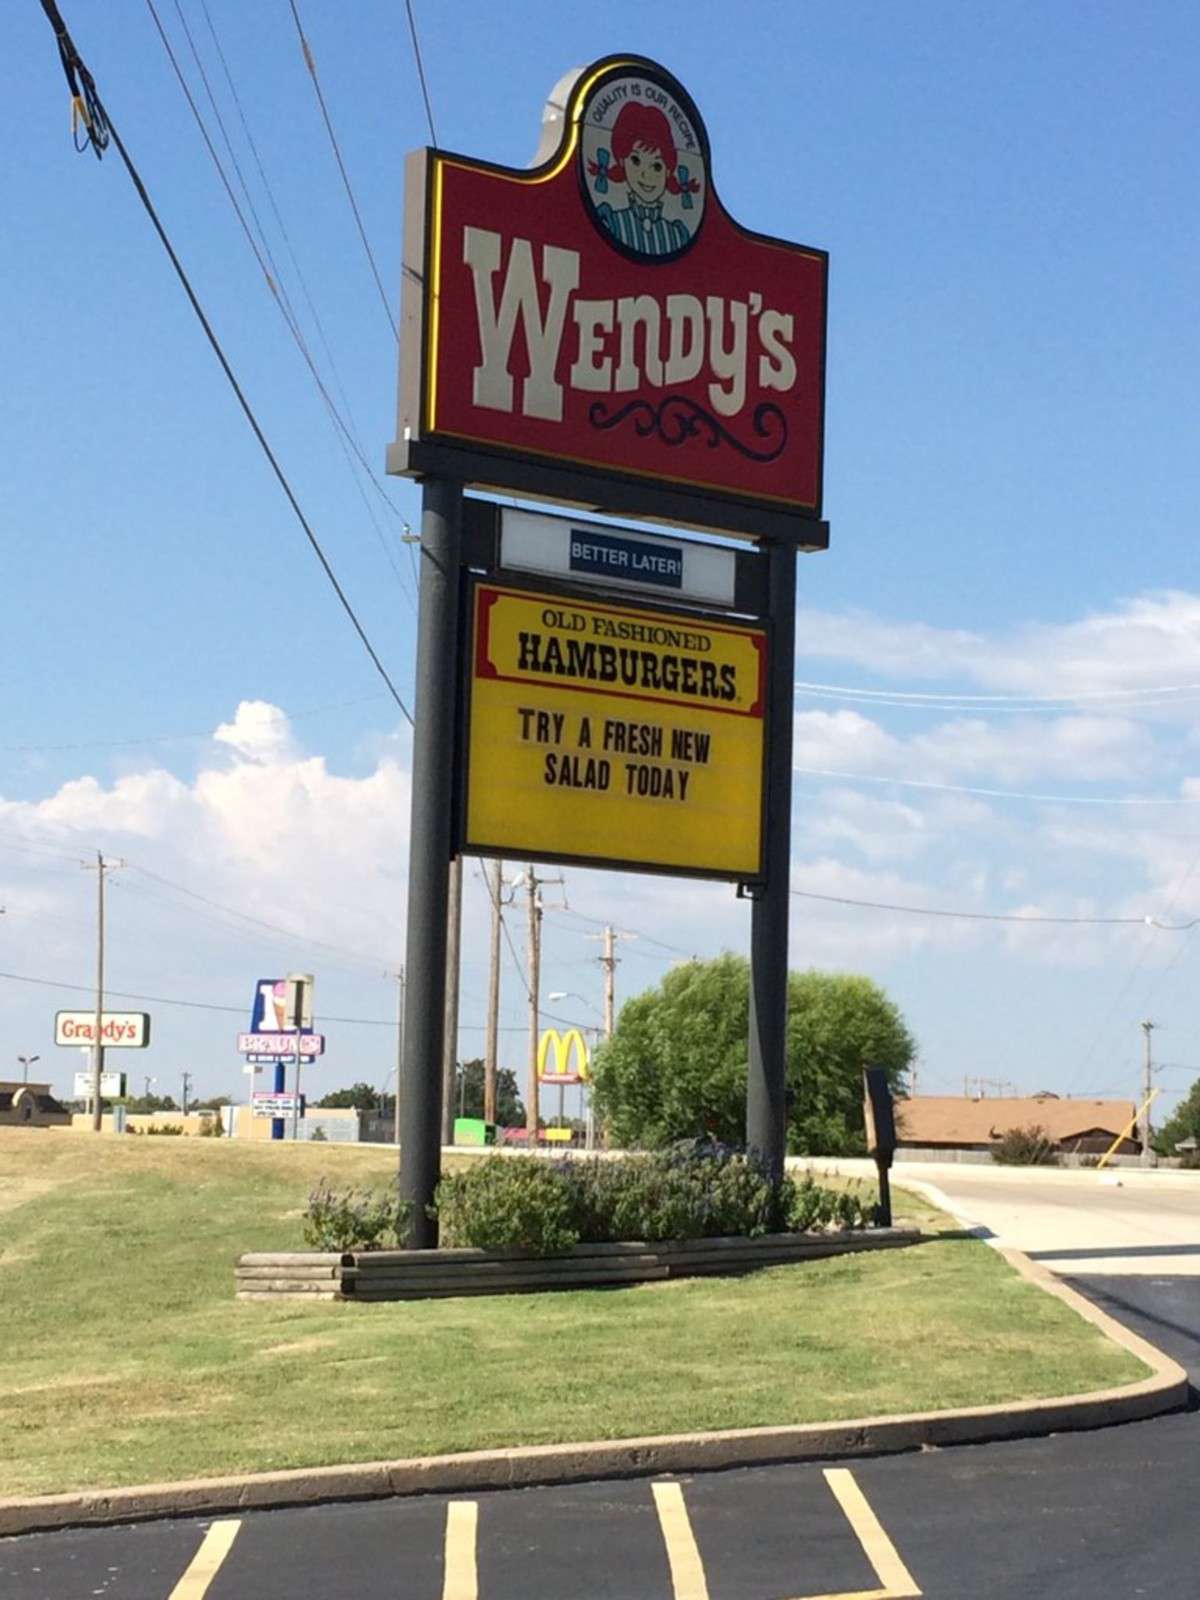 QUALITY IS OUR RECIPE
WENDY'S
BETTER LATER!
OLD FASHIONED
HAMBURGERS
TRY A FRESH NEW
SALAD TODAY
Grandy's